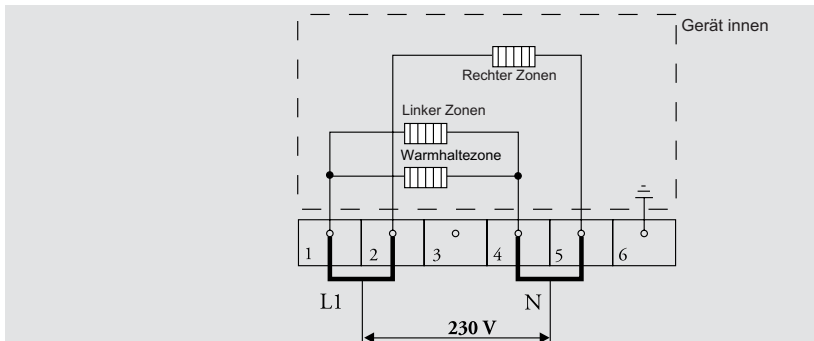 Gerät innen
Rechter Zonen
Linker Zonen
Warmhaltezone
1 2 3 4 5 6
L1 N
230 V